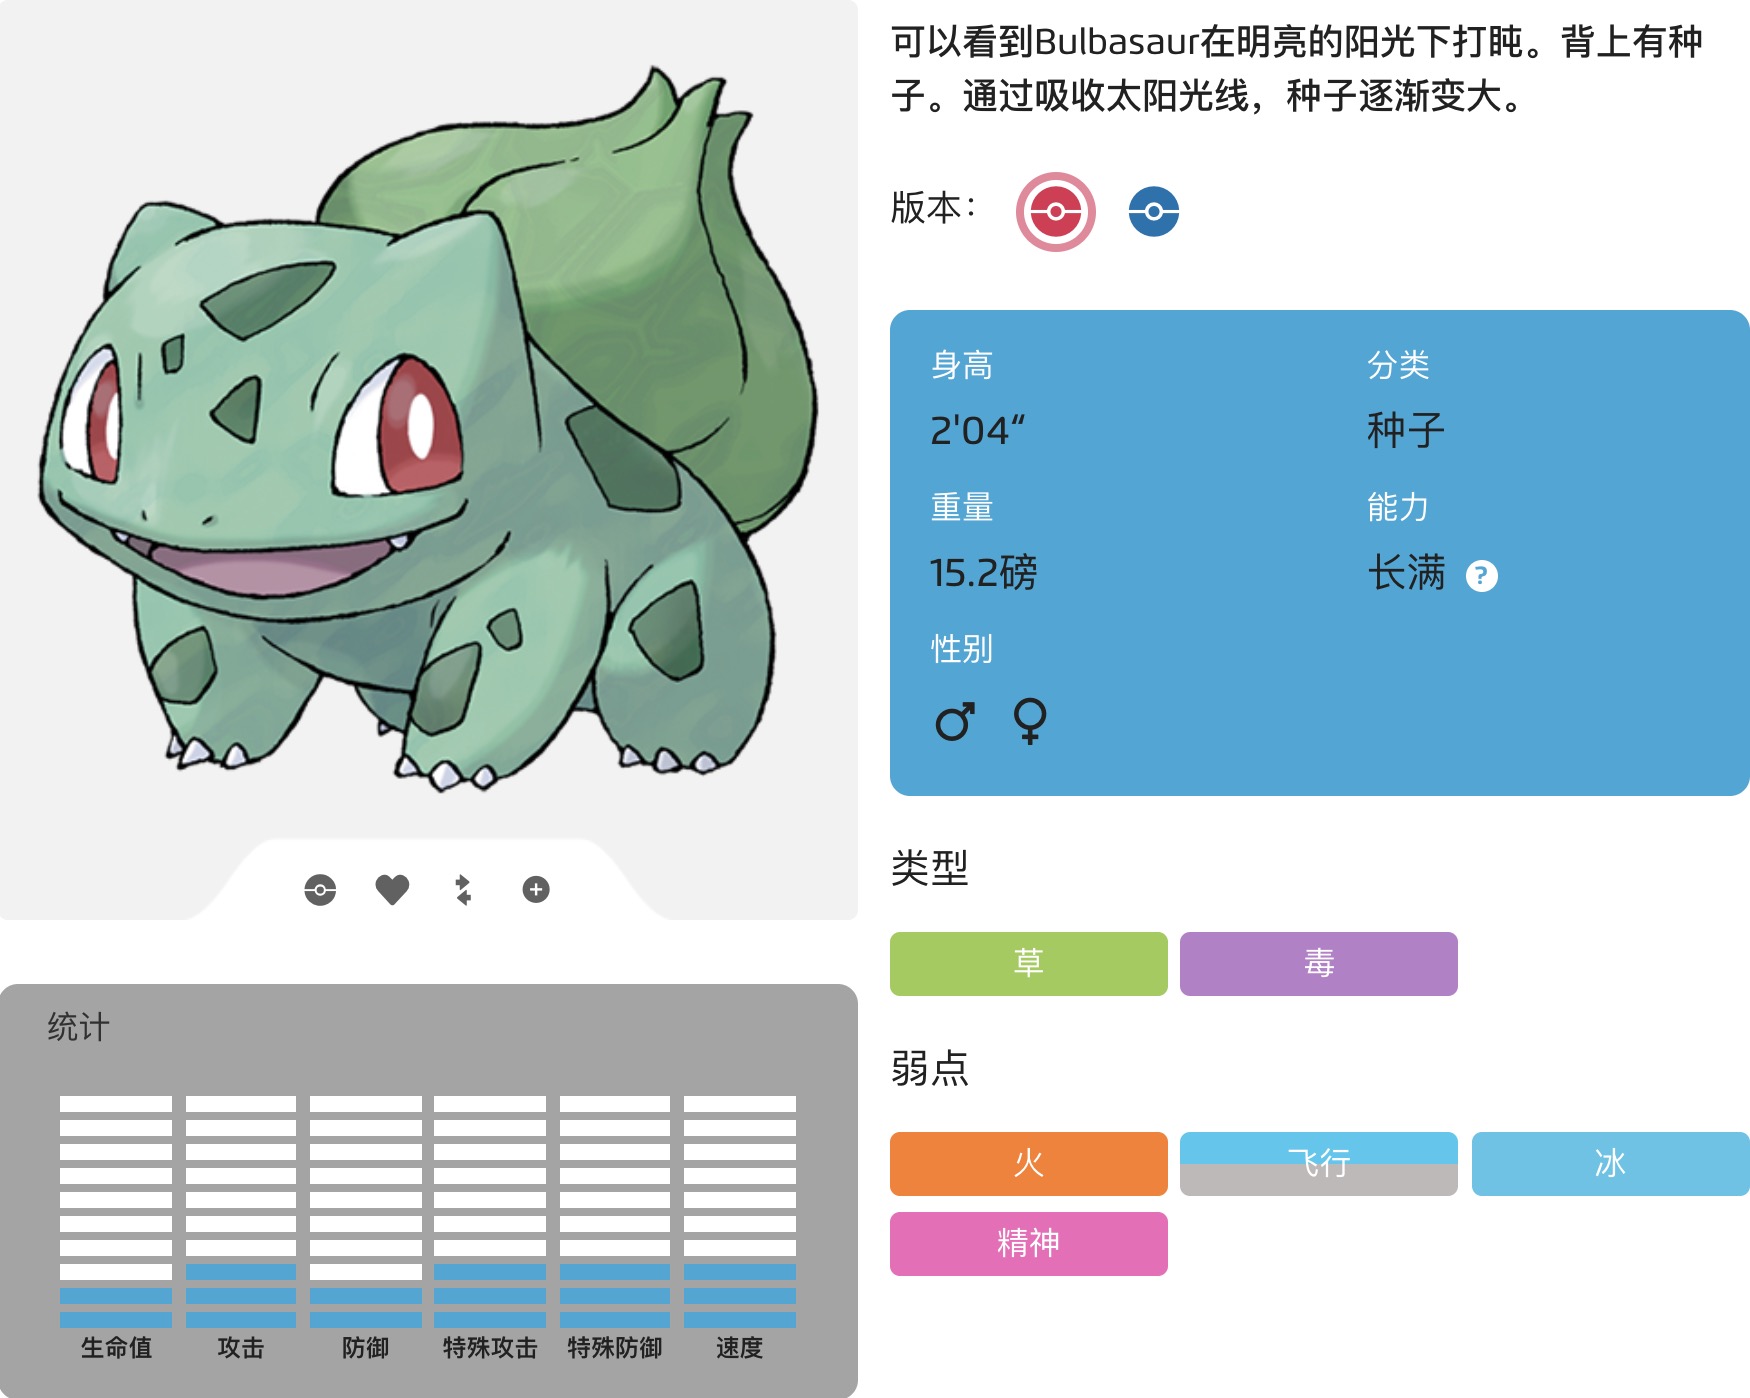 可以看到Bulbasaur在明亮的阳光下打盹。背上有种
子。通过吸收太阳光线，种子逐渐变大。
版本：
身高
分类
2'04“
种子
重量
能力
15.2磅
长满 ?
性别
♂ ♀
类型
草 毒
弱点
火 飞行 冰
精神
统计
生命值 攻击 防御 特殊攻击 特殊防御 速度